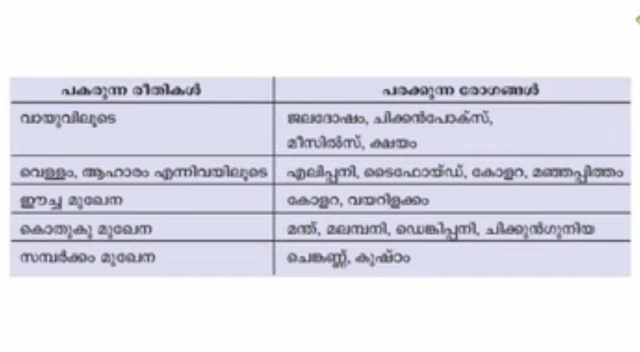 പകരുന്ന രീതികൾ പരക്കുന്ന രോഗങ്ങൾ
വായുവിലൂടെ ജലദോഷം, ചിക്കൻപോക്സ്,
മീസിൽസ്, ക്ഷയം
വെള്ളം, ആഹാരം എന്നിവയിലൂടെ എലിപ്പനി, ടൈഫോയ്ഡ്, കോളറ, മഞ്ഞപ്പിത്തം
ഈച്ച മുഖേന കോളറ, വയറിളക്കം
കൊതുകു മുഖേന മന്ത്, മലമ്പനി, ഡെങ്കിപ്പനി, ചിക്കുൻഗുനിയ
സമ്പർക്കം മുഖേന ചെങ്കണ്ണ്, കുഷ്ഠം